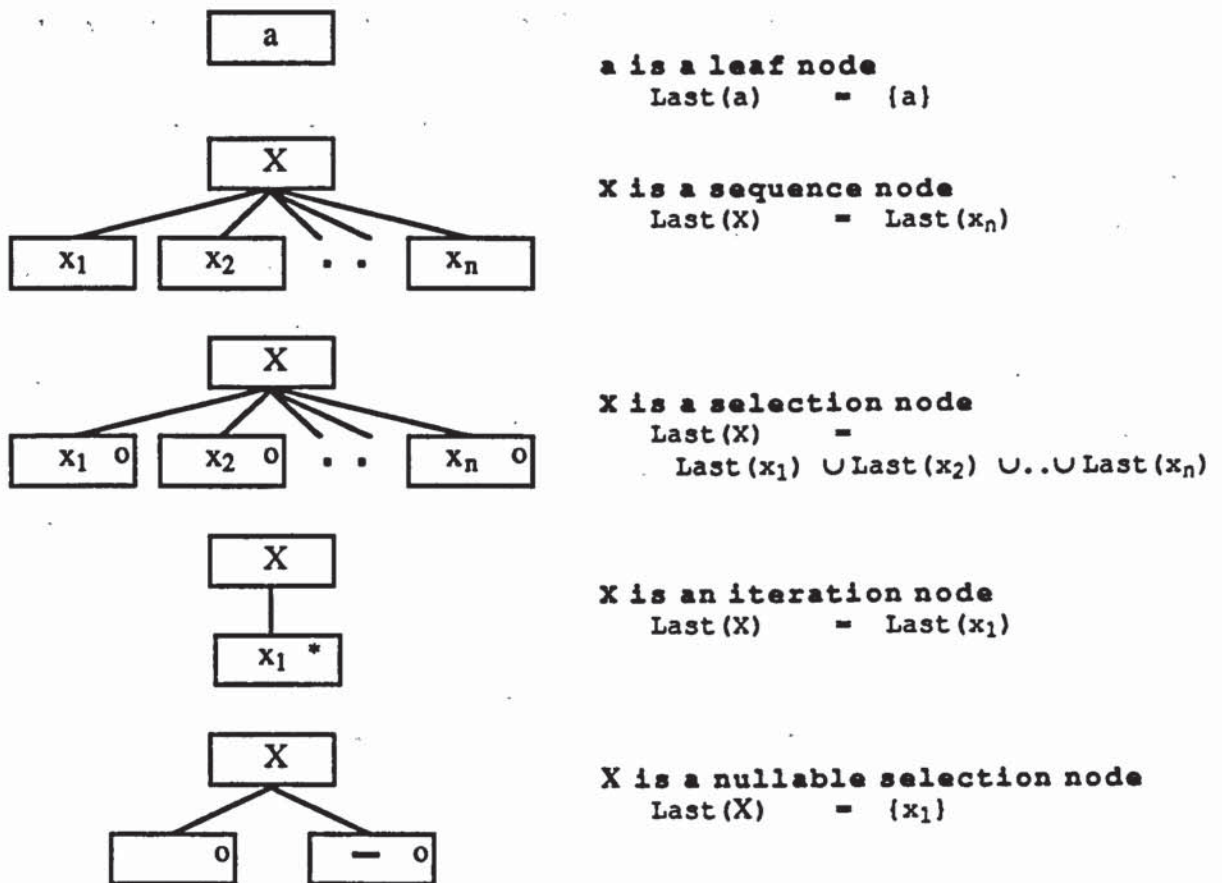 a
a is a leaf node
Last(a) = {a}
X
X is a sequence node
Last(X) = Last(xₙ)
x₁ x₂ . . xₙ
X
X is a selection node
Last(X) =
Last(x₁) ∪ Last(x₂) ∪..∪ Last(xₙ)
x₁ o x₂ o . . xₙ o
X
X is an iteration node
Last(X) = Last(x₁)
x₁ *
X
X is a nullable selection node
Last(X) = {x₁}
o — o